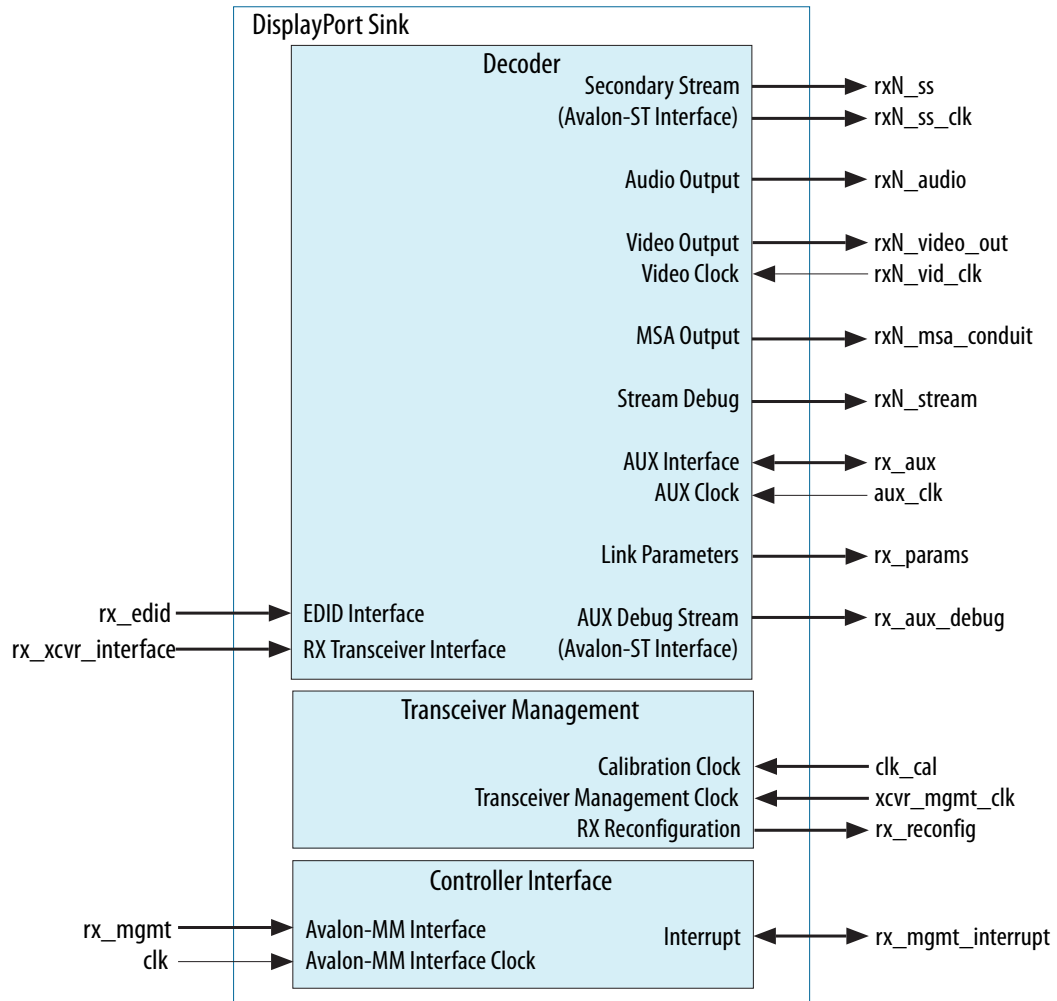 DisplayPort Sink
Decoder
Secondary Stream rxN_ss
(Avalon-ST Interface) rxN_ss_clk
Audio Output rxN_audio
Video Output rxN_video_out
Video Clock rxN_vid_clk
MSA Output rxN_msa_conduit
Stream Debug rxN_stream
AUX Interface rx_aux
AUX Clock aux_clk
Link Parameters rx_params
rx_edid EDID Interface AUX Debug Stream rx_aux_debug
rx_xcvr_interface RX Transceiver Interface (Avalon-ST Interface)
Transceiver Management
Calibration Clock clk_cal
Transceiver Management Clock xcvr_mgmt_clk
RX Reconfiguration rx_reconfig
Controller Interface
rx_mgmt Avalon-MM Interface Interrupt rx_mgmt_interrupt
clk Avalon-MM Interface Clock